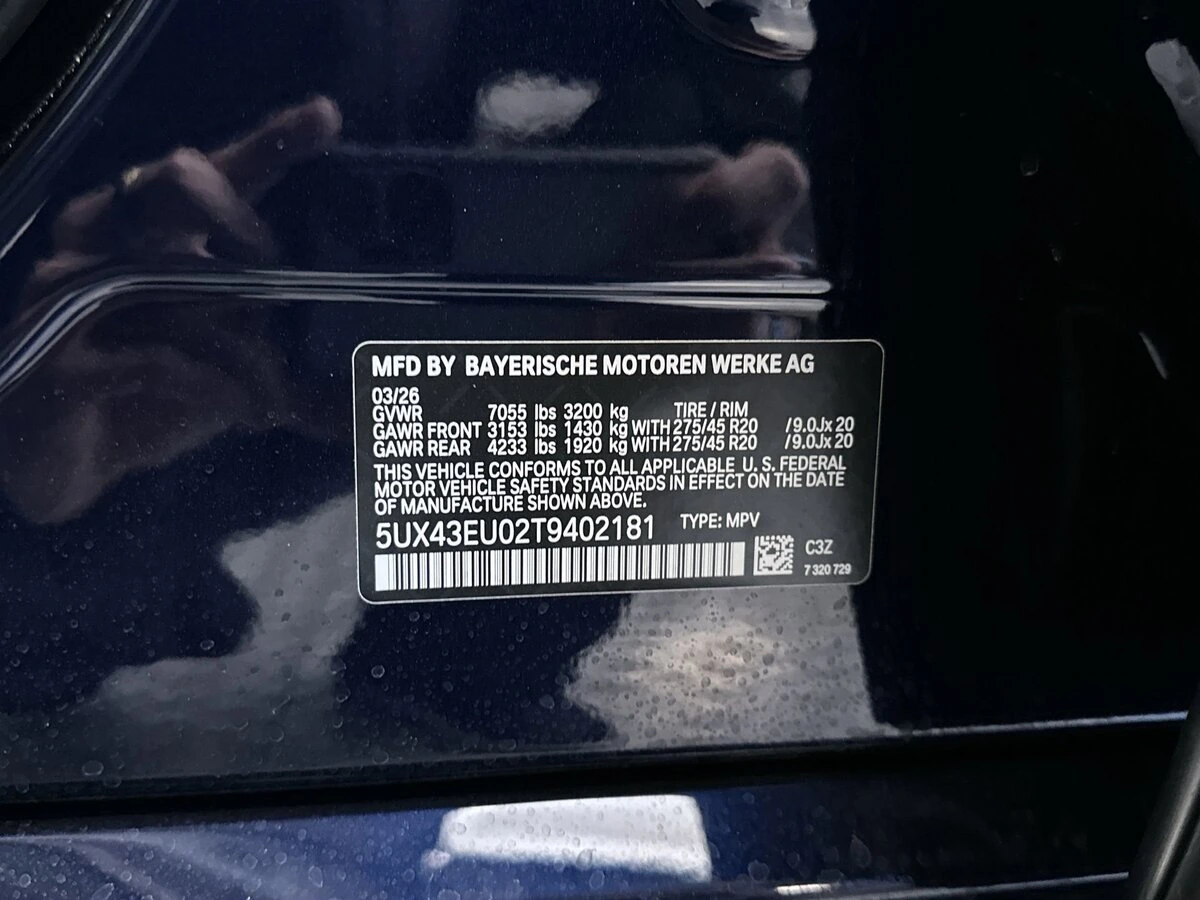 MFD BY BAYERISCHE MOTOREN WERKE AG
03/26
GVWR 7055 lbs 3200 kg TIRE / RIM
GAWR FRONT 3153 lbs 1430 kg WITH 275/45 R20 /9.0Jx 20
GAWR REAR 4233 lbs 1920 kg WITH 275/45 R20 /9.0Jx 20
THIS VEHICLE CONFORMS TO ALL APPLICABLE U. S. FEDERAL
MOTOR VEHICLE SAFETY STANDARDS IN EFFECT ON THE DATE
OF MANUFACTURE SHOWN ABOVE.
5UX43EU02T9402181 TYPE: MPV
C3Z
7 320 729